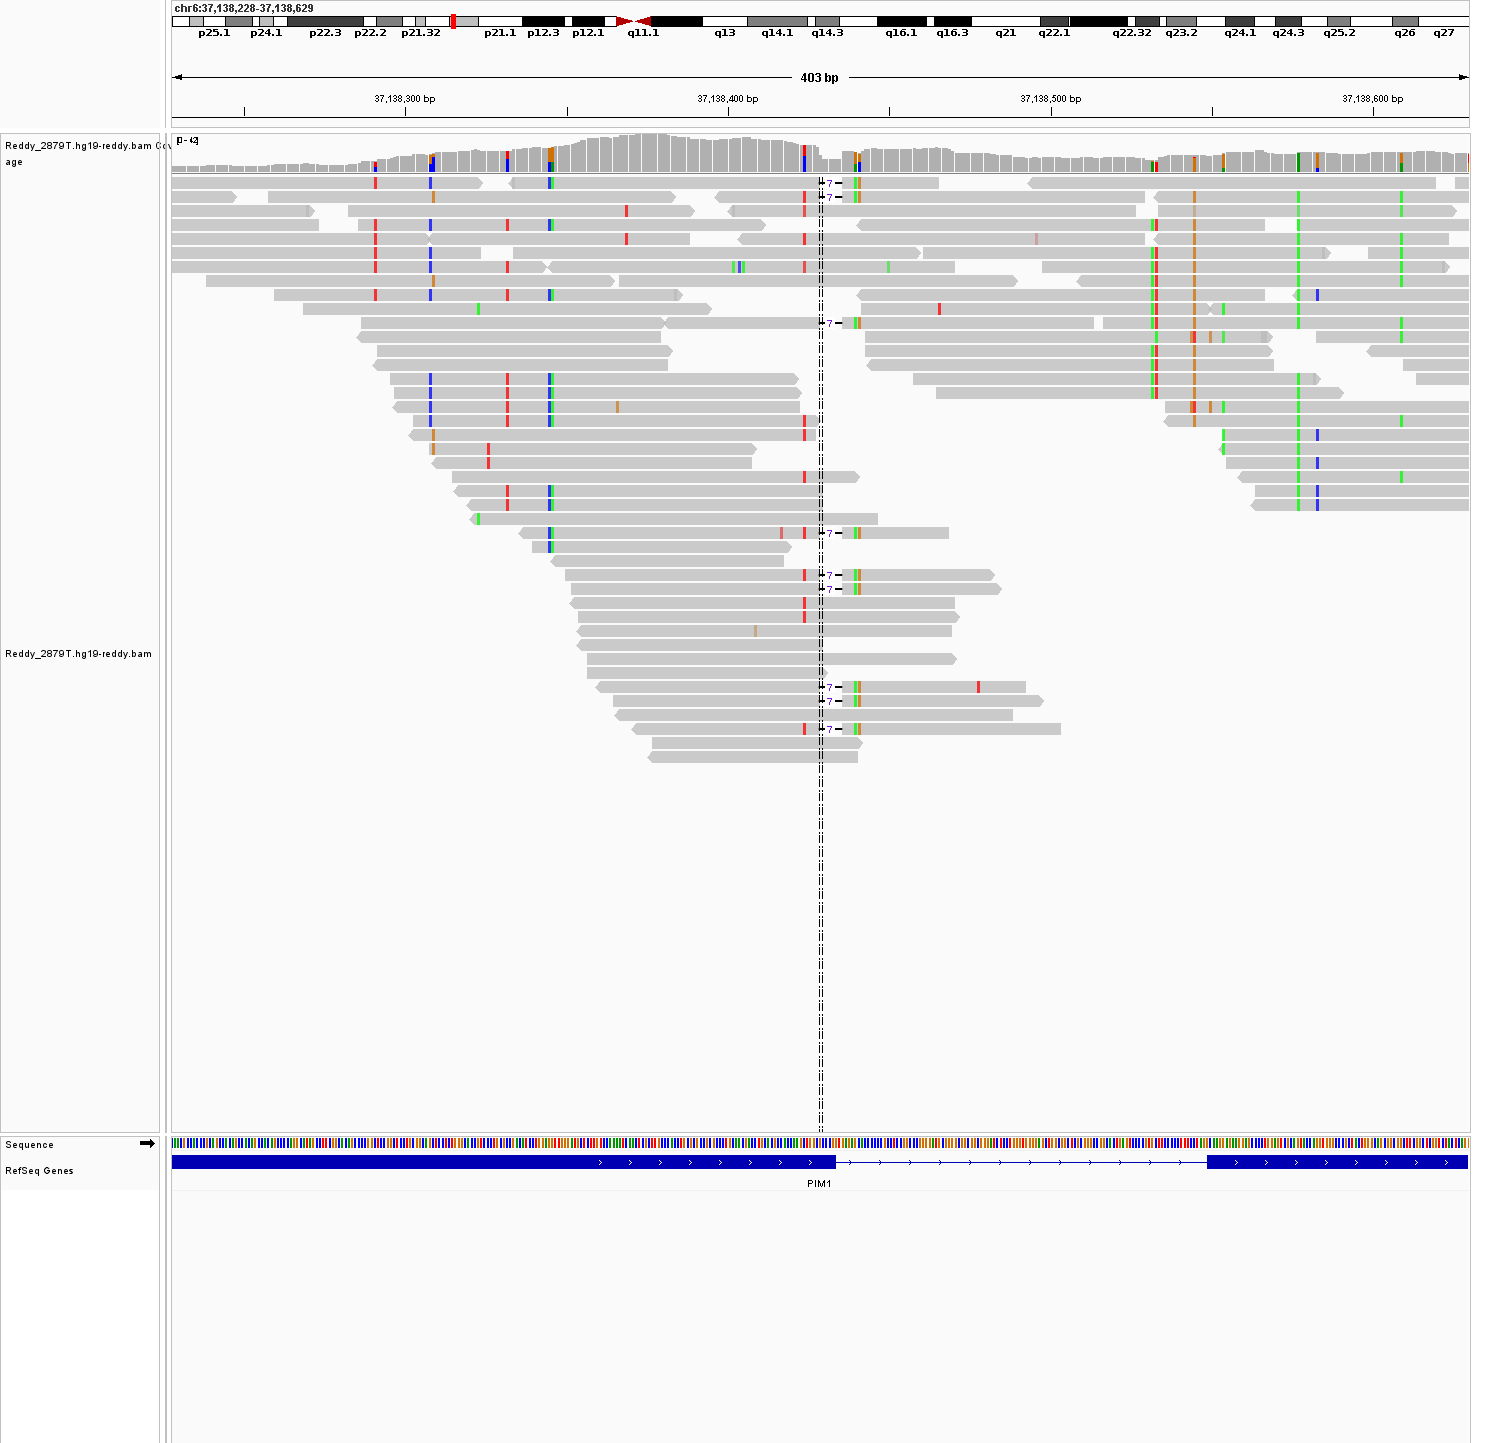 chr6:37,138,228-37,138,629
p25.1 p24.1 p22.3 p22.2 p21.32 p21.1 p12.3 p12.1 q11.1 q13 q14.1 q14.3 q16.1 q16.3 q21 q22.1 q22.32 q23.2 q24.1 q24.3 q25.2 q26 q27
403 bp
37,138,300 bp 37,138,400 bp 37,138,500 bp 37,138,600 bp
[0 - 42]
Reddy_2879T.hg19-reddy.bam Cov
age
7
7
7
7
7
7
Reddy_2879T.hg19-reddy.bam
7
7
7
Sequence
RefSeq Genes
PIM1